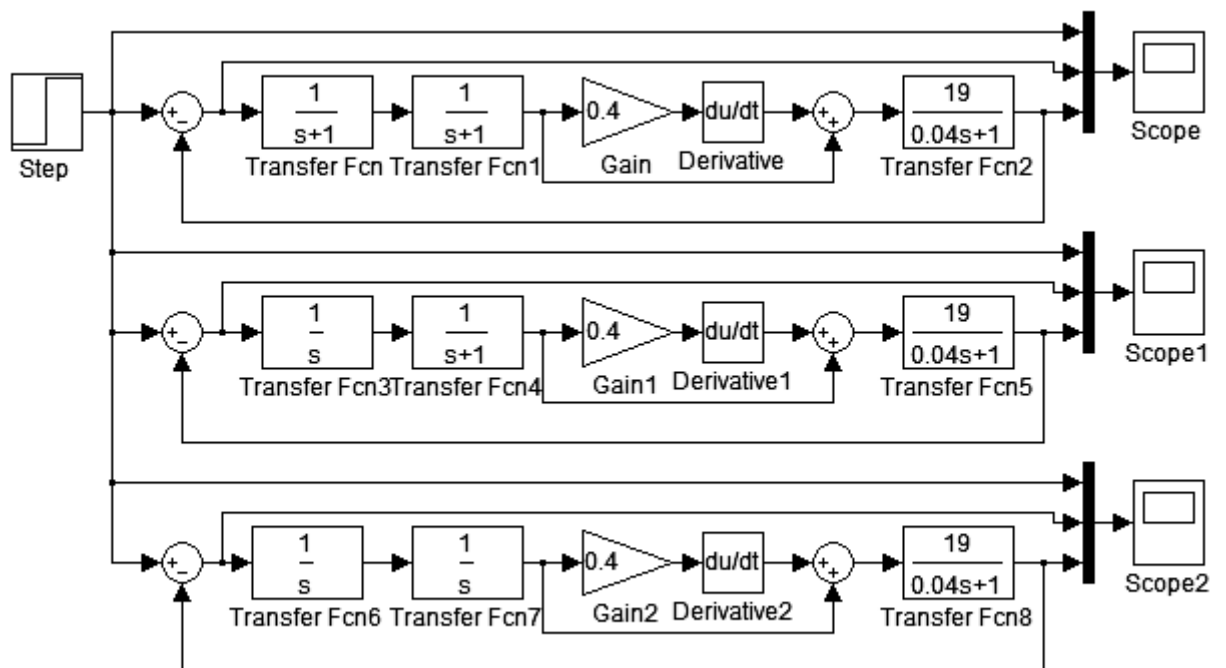 Step
+
−
1
s+1
Transfer Fcn
1
s+1
Transfer Fcn1
0.4
Gain
du/dt
Derivative
+
+
19
0.04s+1
Transfer Fcn2
Scope
+
−
1
s
Transfer Fcn3
1
s+1
Transfer Fcn4
0.4
Gain1
du/dt
Derivative1
+
+
19
0.04s+1
Transfer Fcn5
Scope1
+
−
1
s
Transfer Fcn6
1
s
Transfer Fcn7
0.4
Gain2
du/dt
Derivative2
+
+
19
0.04s+1
Transfer Fcn8
Scope2